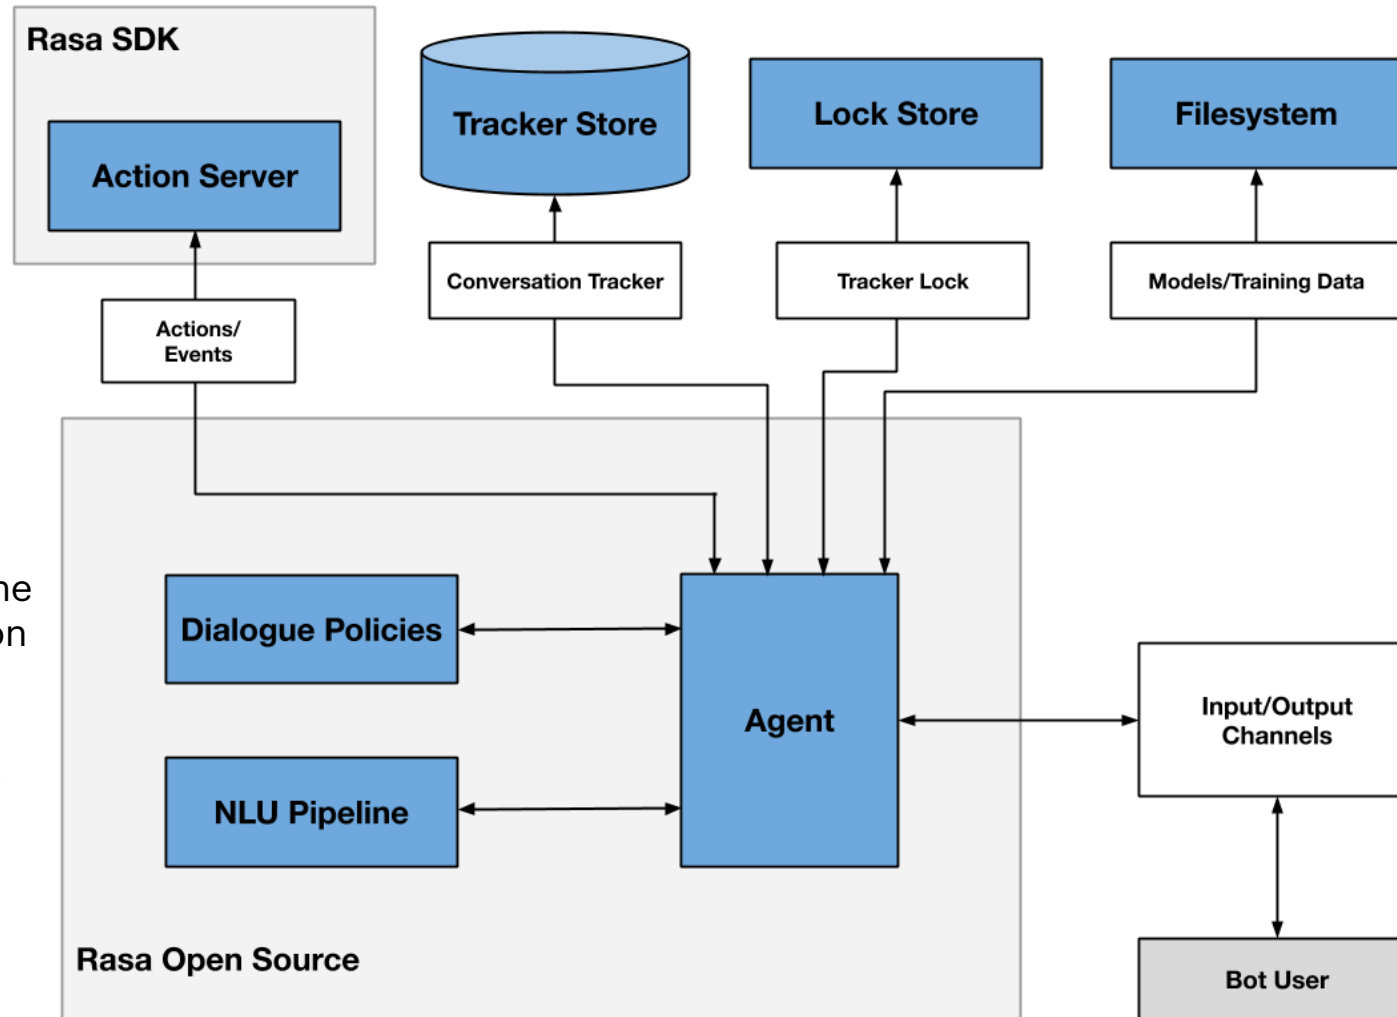 Rasa SDK
Action Server
Tracker Store
Lock Store
Filesystem
Conversation Tracker
Tracker Lock
Models/Training Data
Actions/
Events
Dialogue Policies
Agent
NLU Pipeline
Input/Output
Channels
Rasa Open Source
Bot User